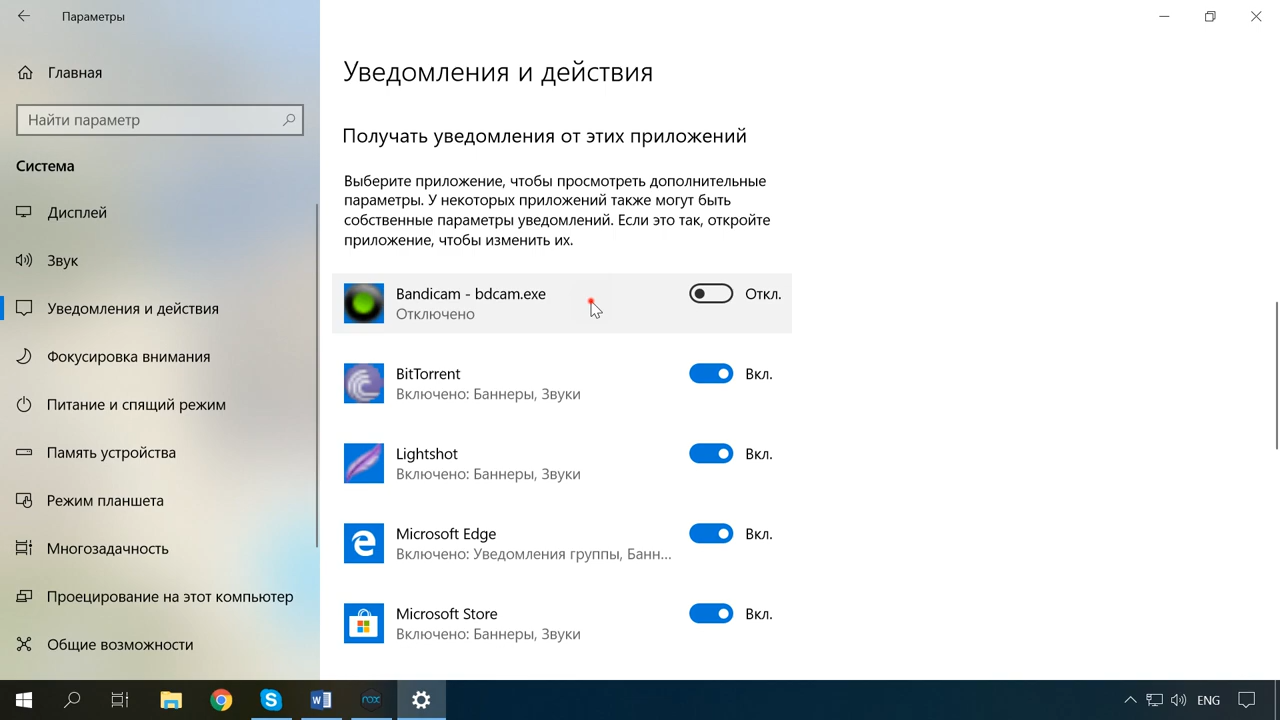 Параметры
Главная
Найти параметр
Система
Дисплей
Звук
Уведомления и действия
Фокусировка внимания
Питание и спящий режим
Память устройства
Режим планшета
Многозадачность
Проецирование на этот компьютер
Общие возможности
Уведомления и действия
Получать уведомления от этих приложений
Выберите приложение, чтобы просмотреть дополнительные
параметры. У некоторых приложений также могут быть
собственные параметры уведомлений. Если это так, откройте
приложение, чтобы изменить их.
Bandicam - bdcam.exe
Откл.
Отключено
BitTorrent
Вкл.
Включено: Баннеры, Звуки
Lightshot
Вкл.
Включено: Баннеры, Звуки
Microsoft Edge
Вкл.
Включено: Уведомления группы, Банн...
Microsoft Store
Вкл.
Включено: Баннеры, Звуки
rox
ENG